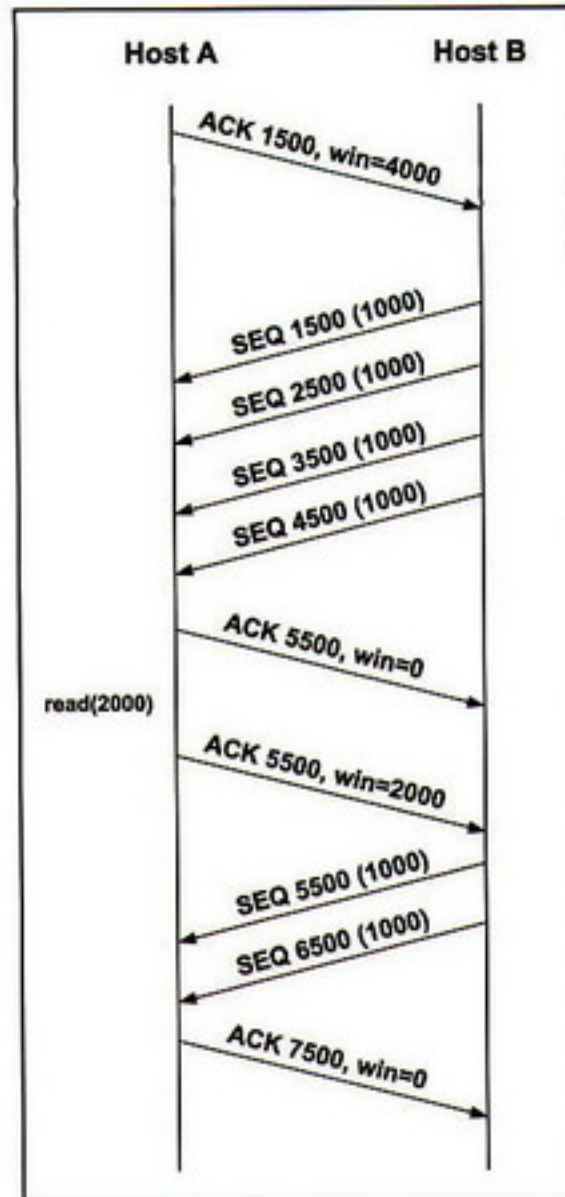 Host A
Host B
ACK 1500, win=4000
SEQ 1500 (1000)
SEQ 2500 (1000)
SEQ 3500 (1000)
SEQ 4500 (1000)
ACK 5500, win=0
read(2000)
ACK 5500, win=2000
SEQ 5500 (1000)
SEQ 6500 (1000)
ACK 7500, win=0